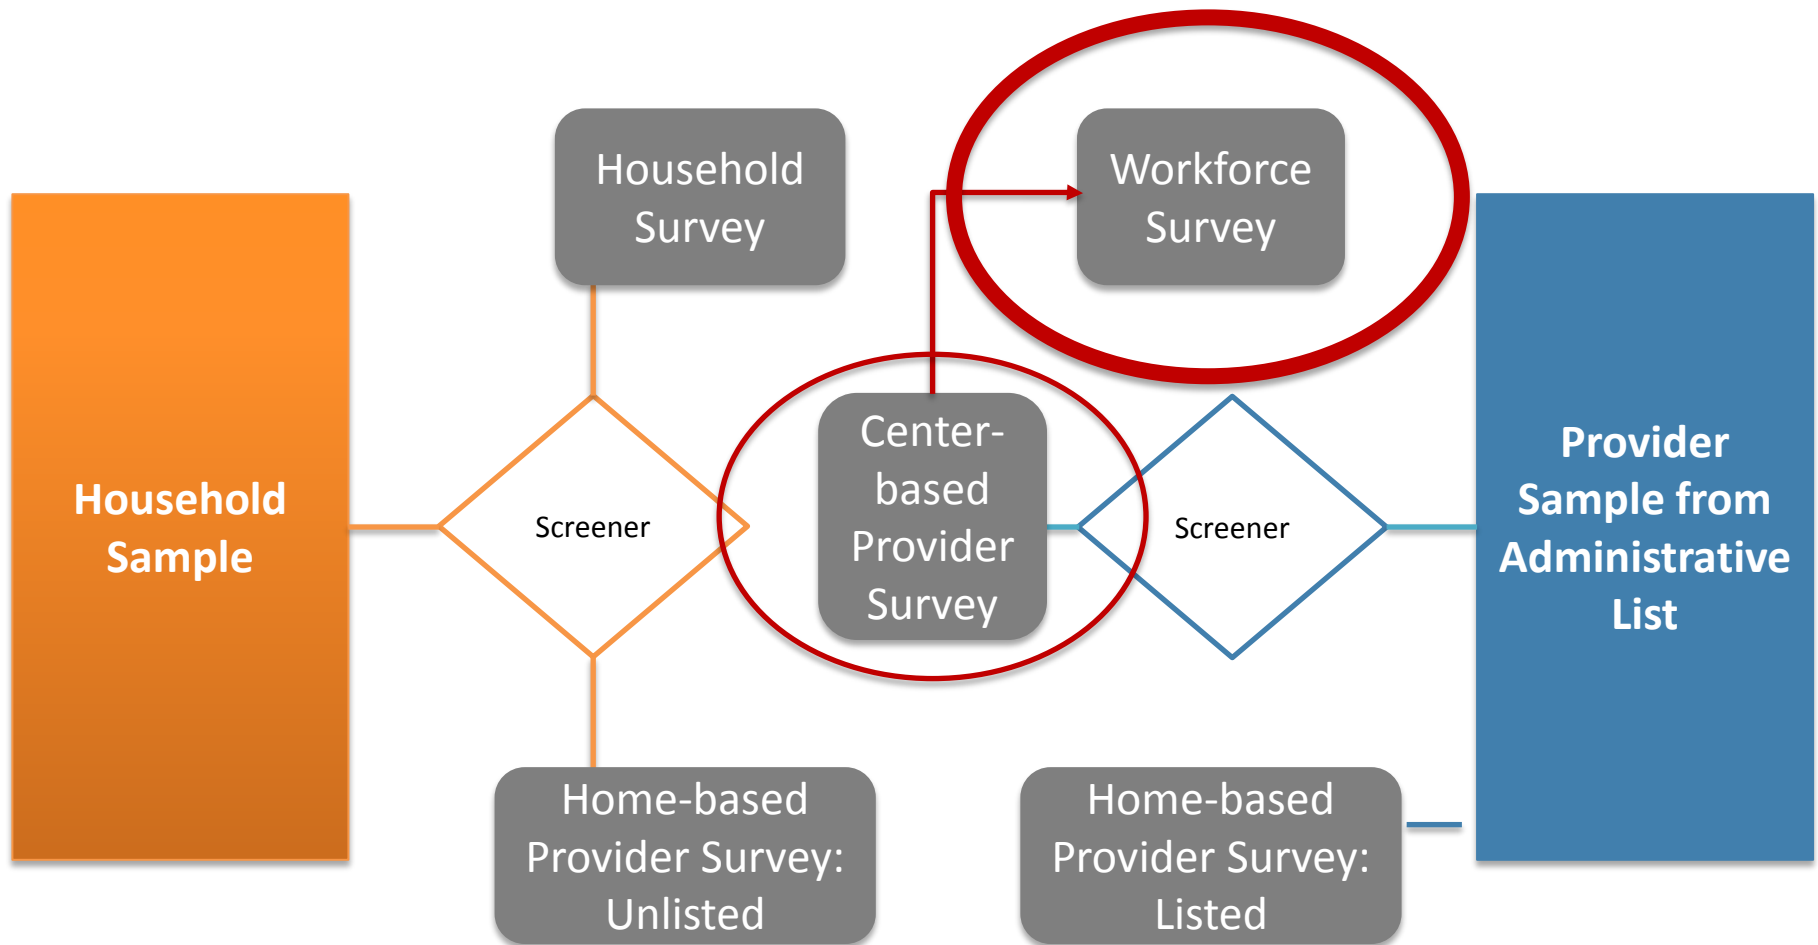 Household
Survey
Workforce
Survey
Household
Sample
Screener
Center-
based
Provider
Survey
Screener
Provider
Sample from
Administrative
List
Home-based
Provider Survey:
Unlisted
Home-based
Provider Survey:
Listed